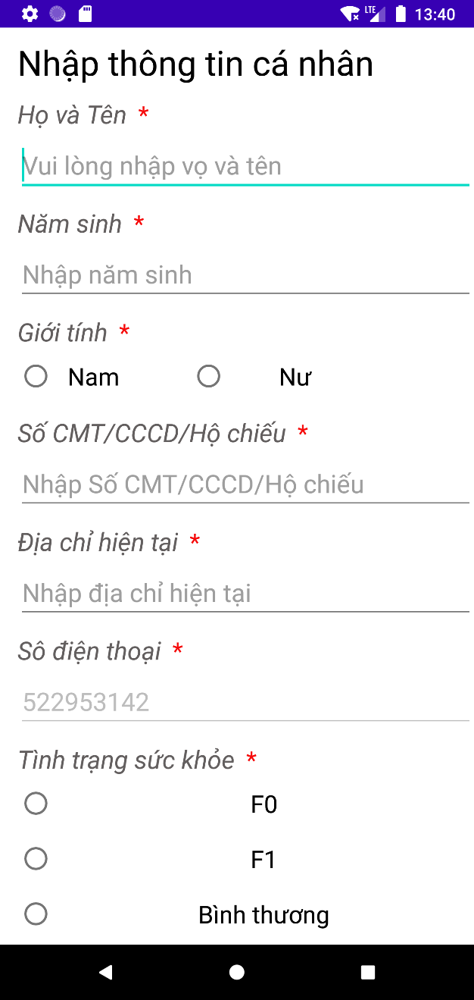 LTE 13:40
Nhập thông tin cá nhân
Họ và Tên *
Vui lòng nhập vọ và tên
Năm sinh *
Nhập năm sinh
Giới tính *
Nam Nư
Số CMT/CCCD/Hộ chiếu *
Nhập Số CMT/CCCD/Hộ chiếu
Địa chỉ hiện tại *
Nhập địa chỉ hiện tại
Sô điện thoại *
522953142
Tình trạng sức khỏe *
F0
F1
Bình thương